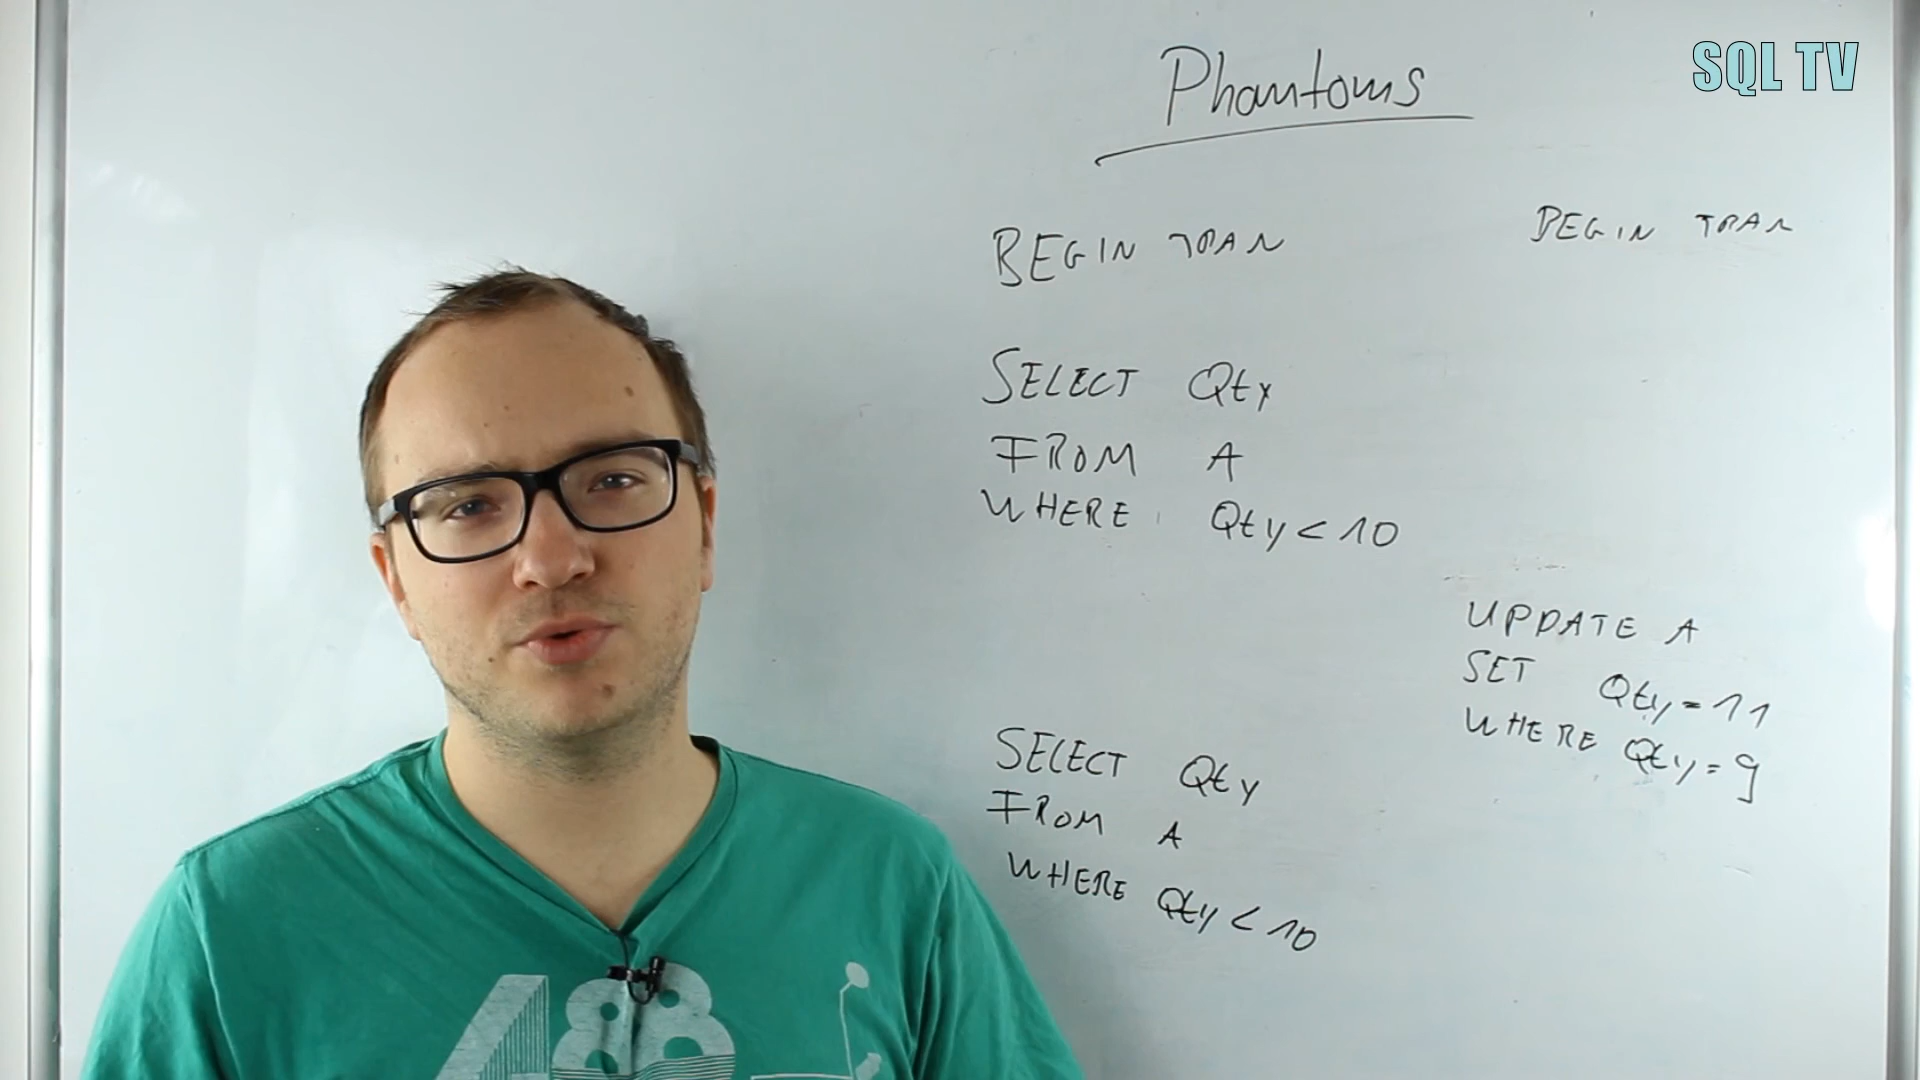 SQL TV
Phantoms
BEGIN TRAN
BEGIN TRAN
SELECT Qty
FROM A
WHERE Qty < 10
UPDATE A
SET Qty = 11
WHERE Qty = 9
SELECT Qty
FROM A
WHERE Qty < 10
488